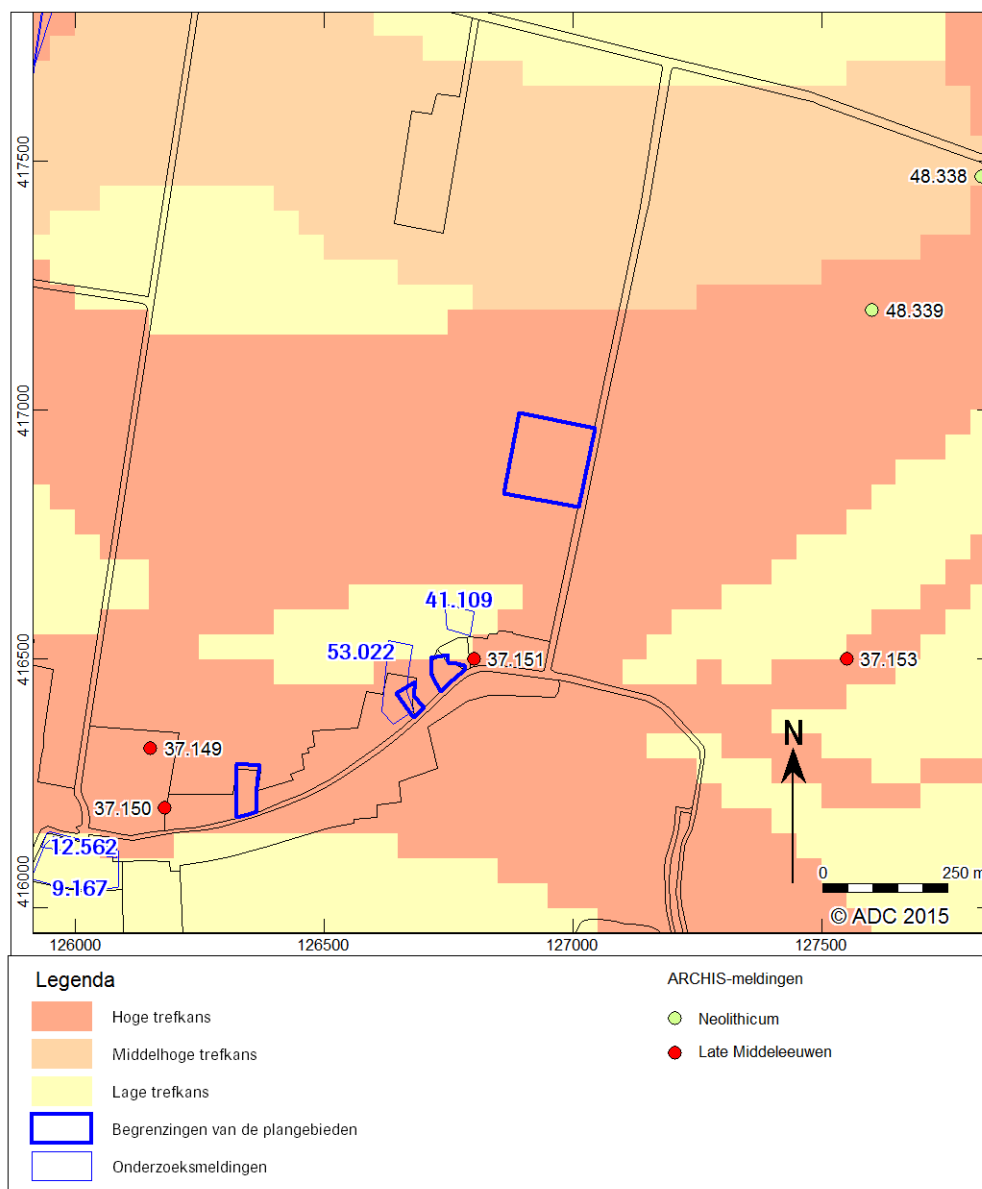 417500
48.338
48.339
417000
41.109
53.022
416500
37.151
37.153
37.149
N
37.150
12.562
9.167
416000
0 250 m
© ADC 2015
126000 126500 127000 127500
Legenda
Hoge trefkans
Middelhoge trefkans
Lage trefkans
Begrenzingen van de plangebieden
Onderzoeksmeldingen
ARCHIS-meldingen
Neolithicum
Late Middeleeuwen